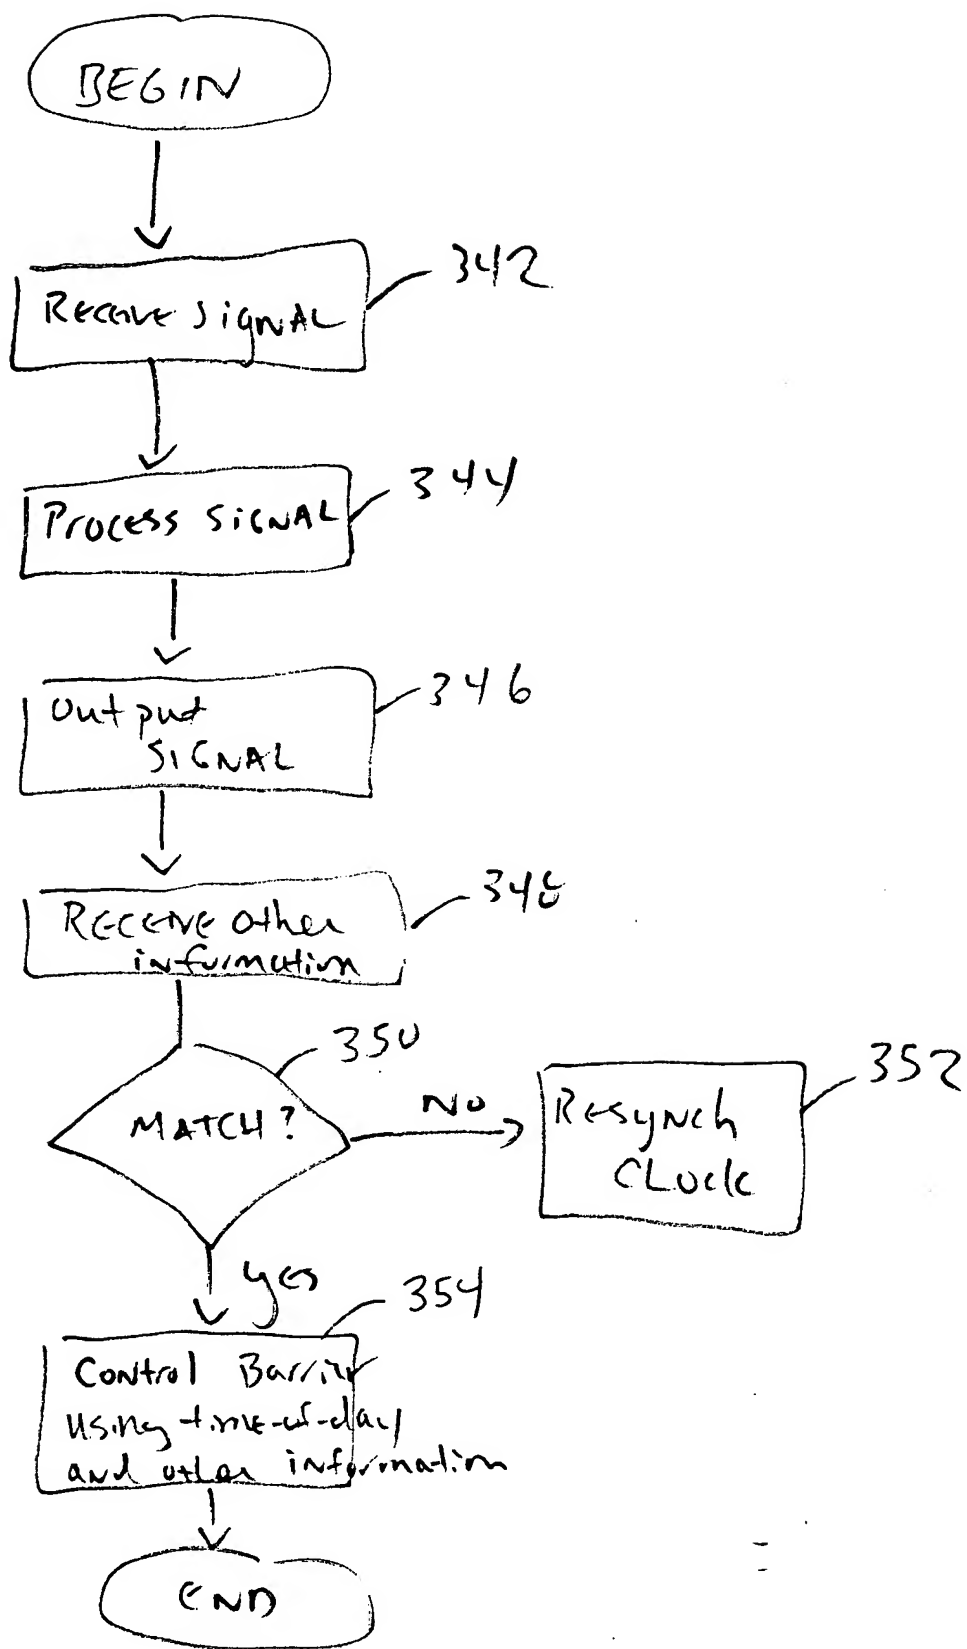 BEGIN
342
RECEIVE SIGNAL
344
PROCESS SIGNAL
346
Output
SIGNAL
348
RECEIVE other
information
350
MATCH?
NO
352
Resynch
CLock
yes
354
Control Barrier
using time-of-day
and other information
END